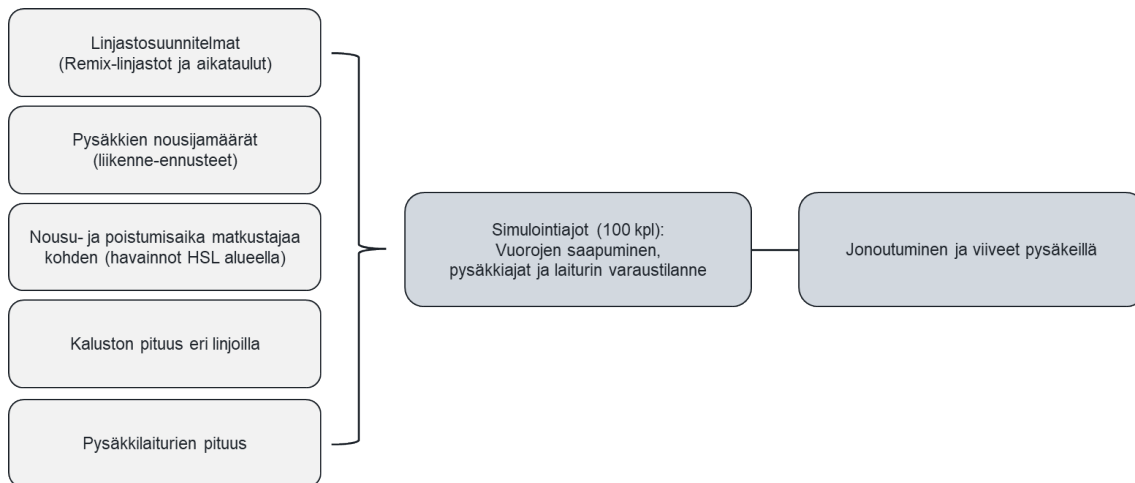 Linjastosuunnitelmat
(Remix-linjastot ja aikataulut)
Pysäkkien nousijamäärät
(liikenne-ennusteet)
Nousu- ja poistumisaika matkustajaa
kohden (havainnot HSL alueella)
Kaluston pituus eri linjoilla
Pysäkkilaiturien pituus
Simulointiajot (100 kpl):
Vuorojen saapuminen,
pysäkkiajat ja laiturin varaustilanne
Jonoutuminen ja viiveet pysäkeillä